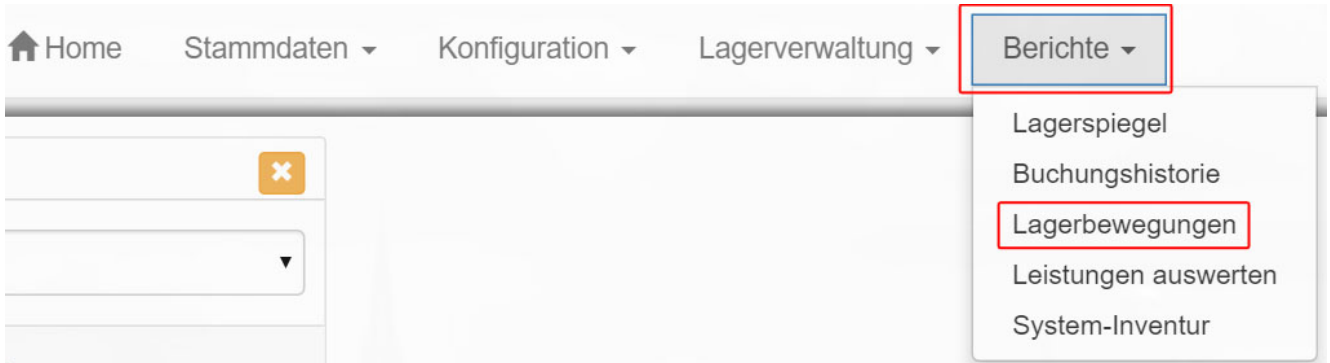 Home Stammdaten Konfiguration Lagerverwaltung Berichte
Lagerspiegel
Buchungshistorie
Lagerbewegungen
Leistungen auswerten
System-Inventur